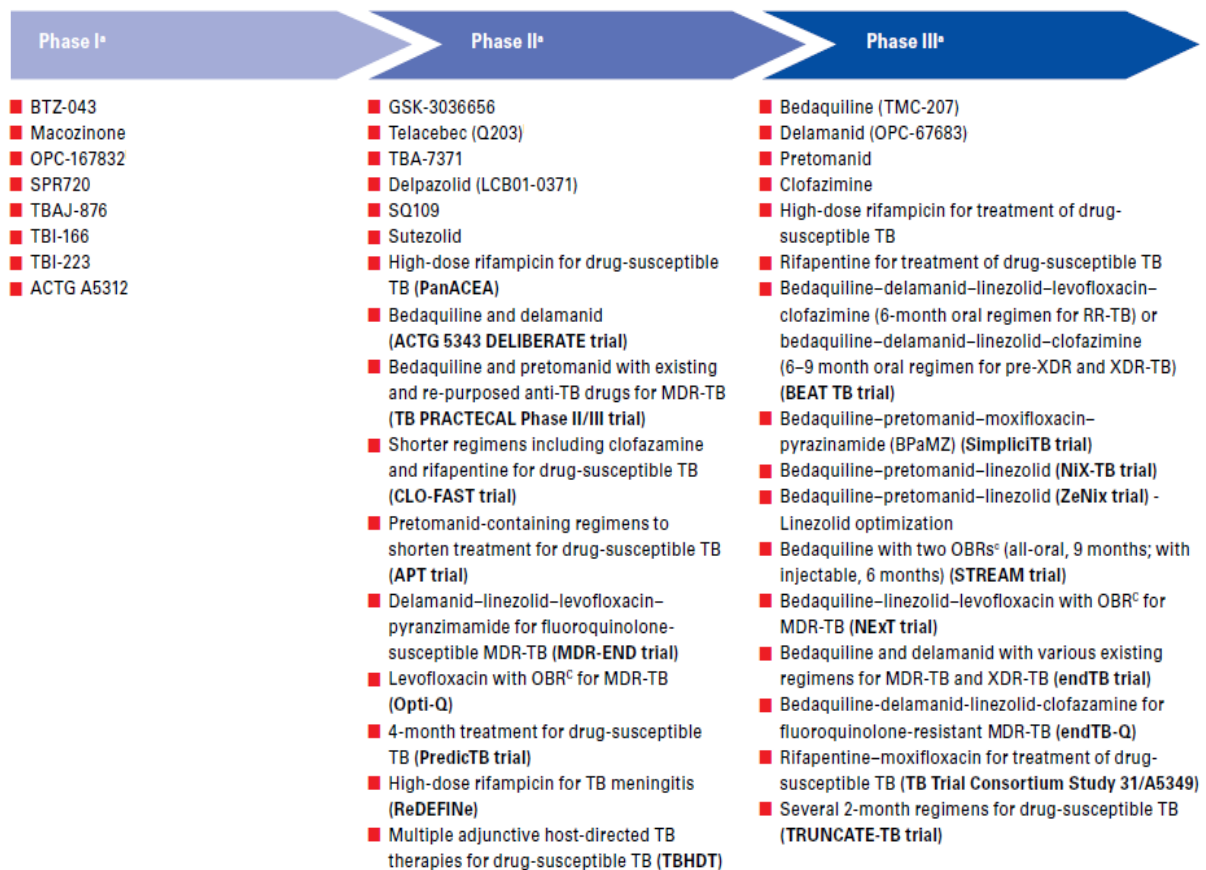 Phase Iª
BTZ-043
Macozinone
OPC-167832
SPR720
TBAJ-876
TBI-166
TBI-223
ACTG A5312
Phase IIª
GSK-3036656
Telacebec (Q203)
TBA-7371
Delpazolid (LCB01-0371)
SQ109
Sutezolid
High-dose rifampicin for drug-susceptible
TB (PanACEA)
Bedaquiline and delamanid
(ACTG 5343 DELIBERATE trial)
Bedaquiline and pretomanid with existing
and re-purposed anti-TB drugs for MDR-TB
(TB PRACTECAL Phase II/III trial)
Shorter regimens including clofazamine
and rifapentine for drug-susceptible TB
(CLO-FAST trial)
Pretomanid-containing regimens to
shorten treatment for drug-susceptible TB
(APT trial)
Delamanid–linezolid–levofloxacin–
pyranzimamide for fluoroquinolone-
susceptible MDR-TB (MDR-END trial)
Levofloxacin with OBRᶜ for MDR-TB
(Opti-Q)
4-month treatment for drug-susceptible
TB (PredicTB trial)
High-dose rifampicin for TB meningitis
(ReDEFINe)
Multiple adjunctive host-directed TB
therapies for drug-susceptible TB (TBHDT)
Phase IIIª
Bedaquiline (TMC-207)
Delamanid (OPC-67683)
Pretomanid
Clofazimine
High-dose rifampicin for treatment of drug-
susceptible TB
Rifapentine for treatment of drug-susceptible TB
Bedaquiline–delamanid–linezolid–levofloxacin–
clofazimine (6-month oral regimen for RR-TB) or
bedaquiline–delamanid–linezolid–clofazimine
(6–9 month oral regimen for pre-XDR and XDR-TB)
(BEAT TB trial)
Bedaquiline–pretomanid–moxifloxacin–
pyrazinamide (BPaMZ) (SimpliciTB trial)
Bedaquiline–pretomanid–linezolid (NiX-TB trial)
Bedaquiline–pretomanid–linezolid (ZeNix trial) -
Linezolid optimization
Bedaquiline with two OBRsᶜ (all-oral, 9 months; with
injectable, 6 months) (STREAM trial)
Bedaquiline–linezolid–levofloxacin with OBRᶜ for
MDR-TB (NExT trial)
Bedaquiline and delamanid with various existing
regimens for MDR-TB and XDR-TB (endTB trial)
Bedaquiline-delamanid-linezolid-clofazamine for
fluoroquinolone-resistant MDR-TB (endTB-Q)
Rifapentine–moxifloxacin for treatment of drug-
susceptible TB (TB Trial Consortium Study 31/A5349)
Several 2-month regimens for drug-susceptible TB
(TRUNCATE-TB trial)